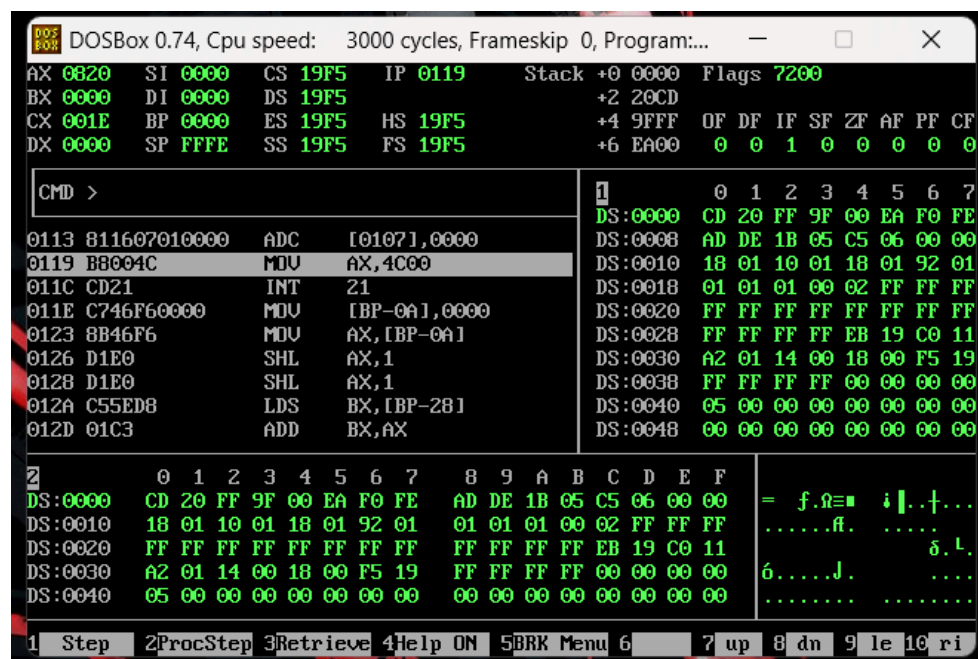 DOSBox 0.74, Cpu speed: 3000 cycles, Frameskip 0, Program:...
AX 0820 SI 0000 CS 19F5 IP 0119 Stack +0 0000 Flags 7200
BX 0000 DI 0000 DS 19F5 +2 20CD
CX 001E BP 0000 ES 19F5 HS 19F5 +4 9FFF OF DF IF SF ZF AF PF CF
DX 0000 SP FFFE SS 19F5 FS 19F5 +6 EA00 0 0 1 0 0 0 0 0
CMD >
0113 811607010000 ADC [0107],0000
0119 B8004C MOV AX,4C00
011C CD21 INT 21
011E C746F60000 MOV [BP-0A],0000
0123 8B46F6 MOV AX,[BP-0A]
0126 D1E0 SHL AX,1
0128 D1E0 SHL AX,1
012A C55ED8 LDS BX,[BP-28]
012D 01C3 ADD BX,AX
1 0 1 2 3 4 5 6 7
DS:0000 CD 20 FF 9F 00 EA F0 FE
DS:0008 AD DE 1B 05 C5 06 00 00
DS:0010 18 01 10 01 18 01 92 01
DS:0018 01 01 01 00 02 FF FF FF
DS:0020 FF FF FF FF FF FF FF FF
DS:0028 FF FF FF FF EB 19 C0 11
DS:0030 A2 01 14 00 18 00 F5 19
DS:0038 FF FF FF FF 00 00 00 00
DS:0040 05 00 00 00 00 00 00 00
DS:0048 00 00 00 00 00 00 00 00
2 0 1 2 3 4 5 6 7 8 9 A B C D E F
DS:0000 CD 20 FF 9F 00 EA F0 FE AD DE 1B 05 C5 06 00 00 = ƒ.Ω≡■ ¡▐..┼...
DS:0010 18 01 10 01 18 01 92 01 01 01 01 00 02 FF FF FF ......Æ. .....
DS:0020 FF FF FF FF FF FF FF FF FF FF FF FF EB 19 C0 11 δ.└.
DS:0030 A2 01 14 00 18 00 F5 19 FF FF FF FF 00 00 00 00 ó.....⌡. ....
DS:0040 05 00 00 00 00 00 00 00 00 00 00 00 00 00 00 00 ........ ........
1 Step 2ProcStep 3Retrieve 4Help ON 5BRK Menu 6 7 up 8 dn 9 le 10 ri